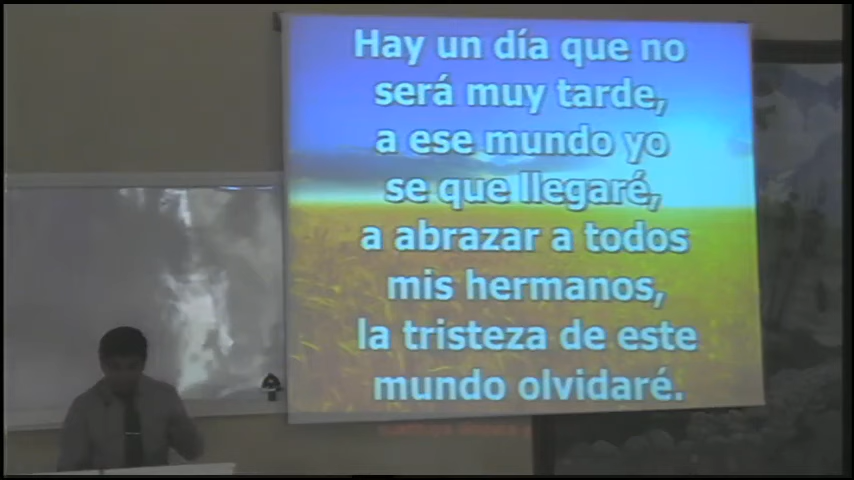 Hay un día que no
será muy tarde,
a ese mundo yo
se que llegaré,
a abrazar a todos
mis hermanos,
la tristeza de este
mundo olvidaré.